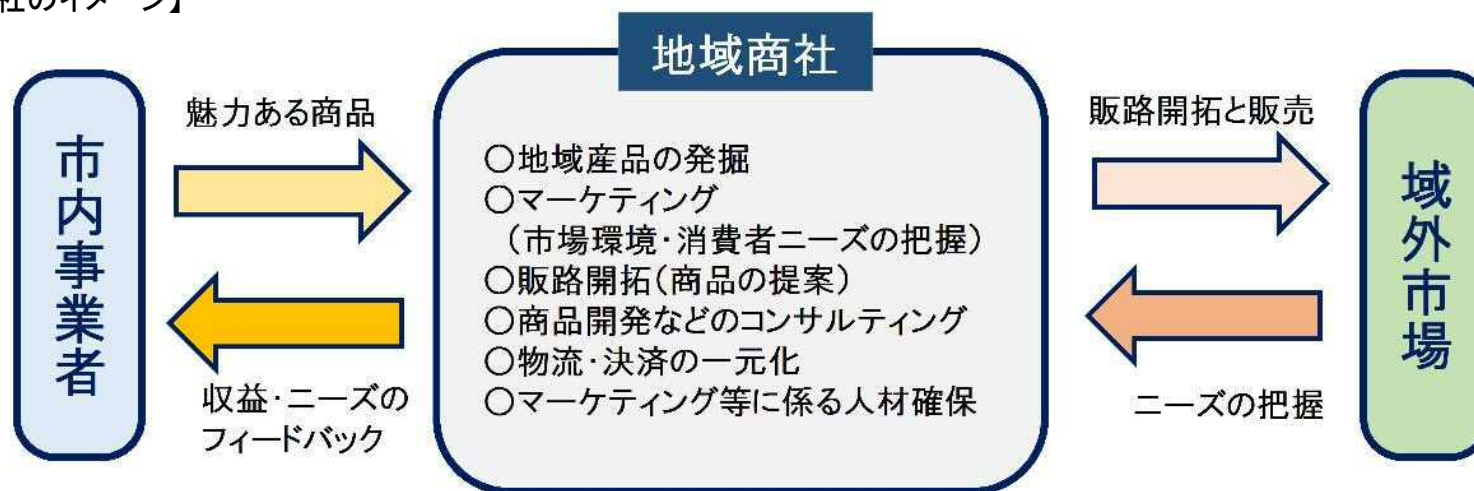 社のイメージ】
地域商社
市内事業者
魅力ある商品
収益・ニーズの
フィードバック
○地域産品の発掘
○マーケティング
（市場環境・消費者ニーズの把握）
○販路開拓（商品の提案）
○商品開発などのコンサルティング
○物流・決済の一元化
○マーケティング等に係る人材確保
販路開拓と販売
ニーズの把握
域外市場